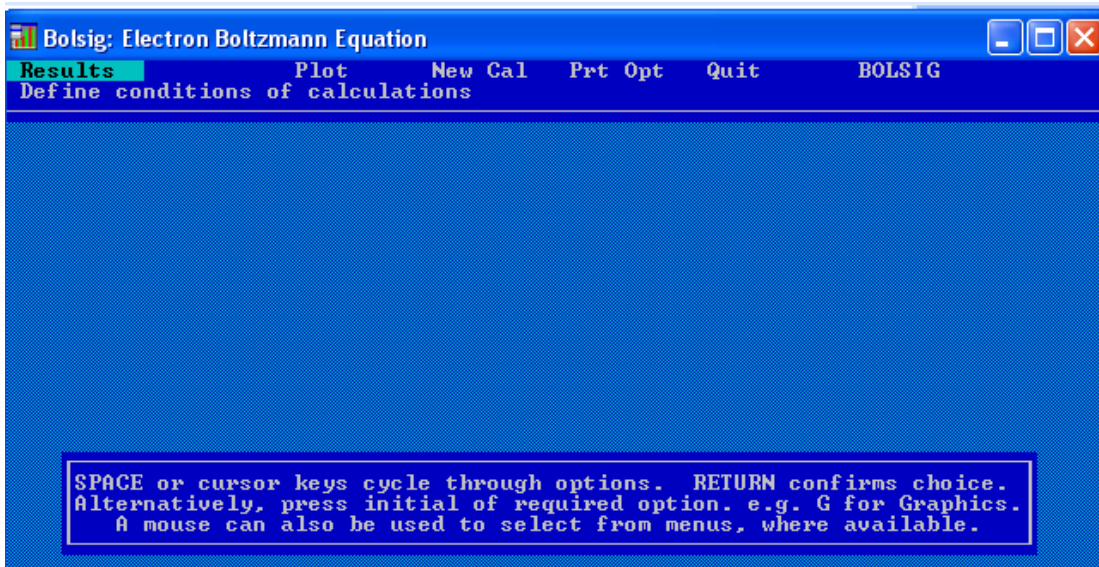 Bolsig: Electron Boltzmann Equation
Results Plot New Cal Prt Opt Quit BOLSIG
Define conditions of calculations
SPACE or cursor keys cycle through options. RETURN confirms choice.
Alternatively, press initial of required option. e.g. G for Graphics.
A mouse can also be used to select from menus, where available.